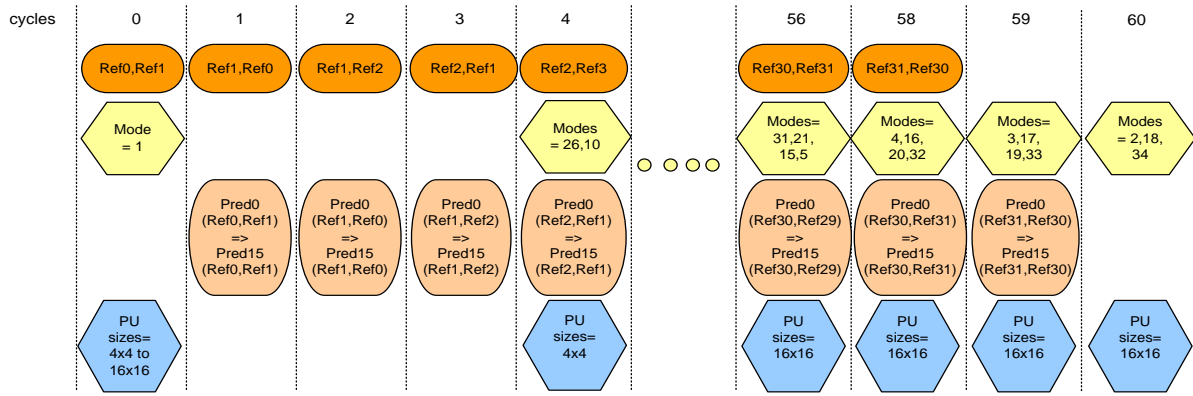 cycles 0 1 2 3 4 56 58 59 60
Ref0,Ref1 Ref1,Ref0 Ref1,Ref2 Ref2,Ref1 Ref2,Ref3 Ref30,Ref31 Ref31,Ref30
Mode
= 1
Modes
= 26,10
Modes=
31,21,
15,5
Modes=
4,16,
20,32
Modes=
3,17,
19,33
Modes
= 2,18,
34
Pred0
(Ref0,Ref1)
=>
Pred15
(Ref0,Ref1)
Pred0
(Ref1,Ref0)
=>
Pred15
(Ref1,Ref0)
Pred0
(Ref1,Ref2)
=>
Pred15
(Ref1,Ref2)
Pred0
(Ref2,Ref1)
=>
Pred15
(Ref2,Ref1)
Pred0
(Ref30,Ref29)
=>
Pred15
(Ref30,Ref29)
Pred0
(Ref30,Ref31)
=>
Pred15
(Ref30,Ref31)
Pred0
(Ref31,Ref30)
=>
Pred15
(Ref31,Ref30)
PU
sizes=
4x4 to
16x16
PU
sizes=
4x4
PU
sizes=
16x16
PU
sizes=
16x16
PU
sizes=
16x16
PU
sizes=
16x16